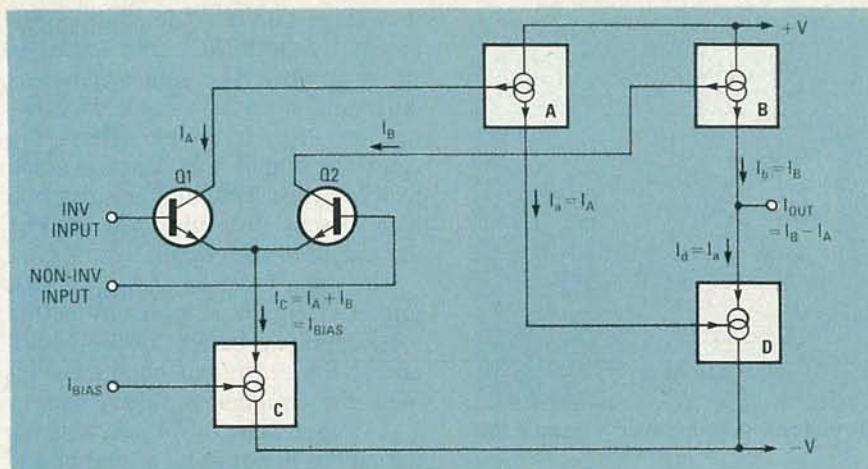 +V
A
B
I_A
I_B
Q1
Q2
I_b = I_B
INV
INPUT
I_a = I_A
I_OUT
= I_B − I_A
I_d = I_a
NON-INV
INPUT
I_C = I_A + I_B
= I_BIAS
D
I_BIAS
C
−V